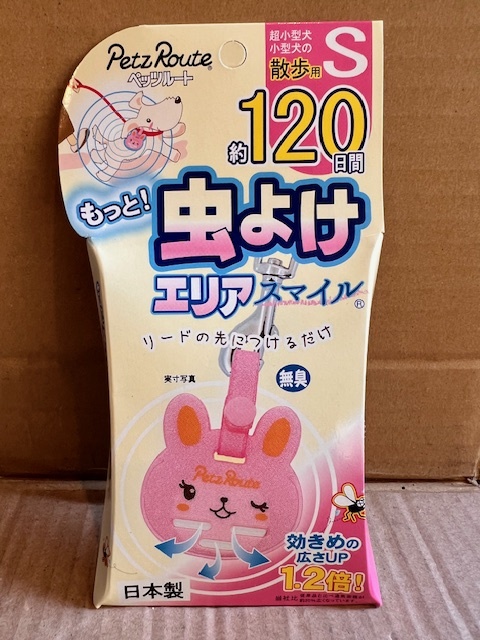 Petz Route®
ペッツルート
超小型犬
小型犬の
散歩用 S
約120日間
もっと!
虫よけ
エリアスマイル®
リードの先につけるだけ
実寸写真
無臭
Petz Route
効きめの
広さUP
1.2倍!
日本製
当社比